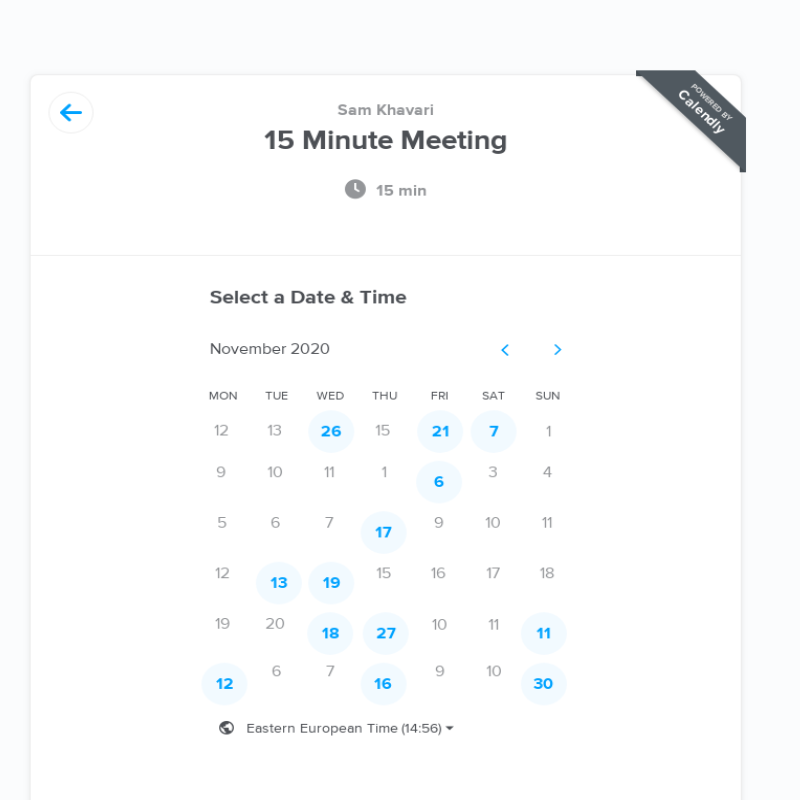 POWERED BY
Calendly
Sam Khavari
15 Minute Meeting
15 min
Select a Date & Time
November 2020
MON TUE WED THU FRI SAT SUN
12 13 26 15 21 7 1
9 10 11 1 6 3 4
5 6 7 17 9 10 11
12 13 19 15 16 17 18
19 20 18 27 10 11 11
12 6 7 16 9 10 30
Eastern European Time (14:56)